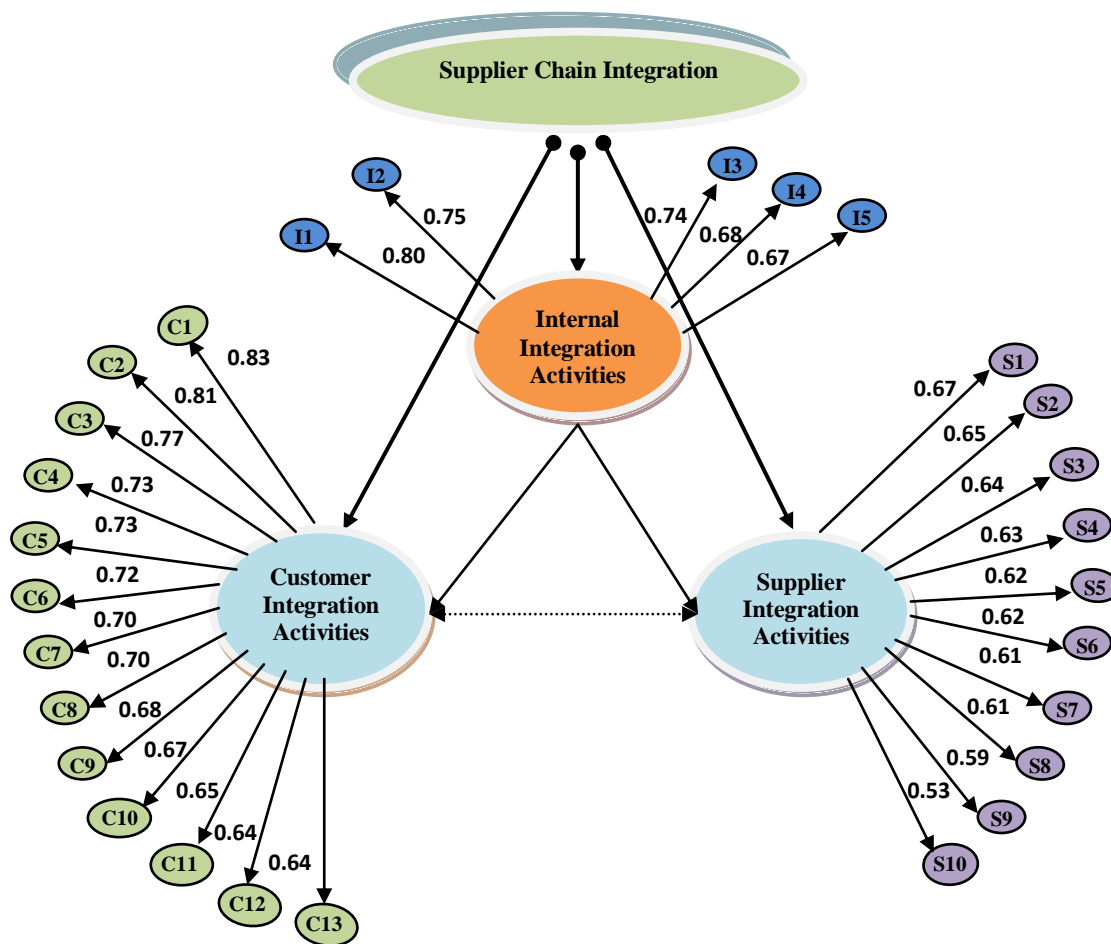 Supplier Chain Integration
I2
I3
I4
I5
I1
0.75
0.74
0.68
0.80
0.67
Internal
Integration
Activities
C1
C2
C3
C4
C5
C6
C7
C8
C9
C10
C11
C12
C13
0.83
0.81
0.77
0.73
0.73
0.72
0.70
0.70
0.68
0.67
0.65
0.64
0.64
Customer
Integration
Activities
Supplier
Integration
Activities
S1
S2
S3
S4
S5
S6
S7
S8
S9
S10
0.67
0.65
0.64
0.63
0.62
0.62
0.61
0.61
0.59
0.53